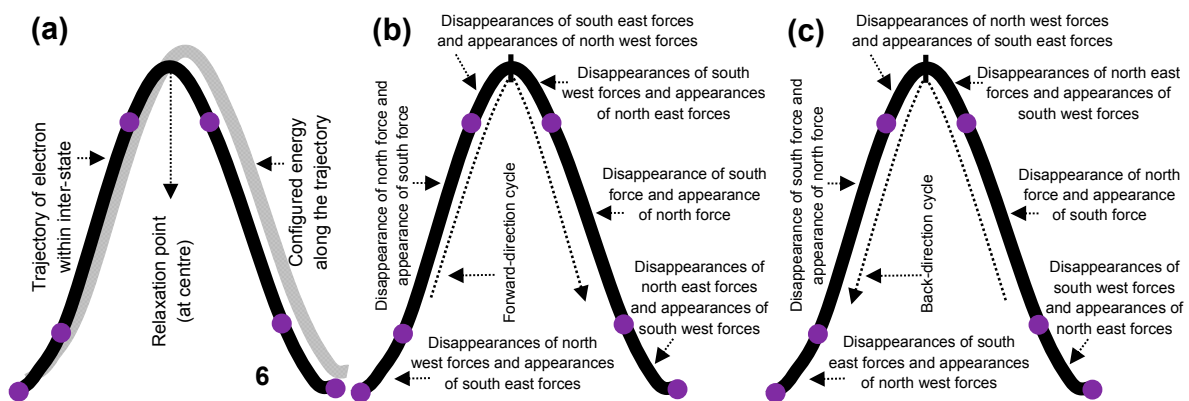 (a)
Trajectory of electron
within inter-state
Relaxation point
(at centre)
Configured energy
along the trajectory
6
(b)
Disappearances of south east forces
and appearances of north west forces
Disappearances of south
west forces and appearances
of north east forces
Disappearance of north force and
appearance of south force
Disappearance of south
force and appearance
of north force
Forward-direction cycle
Disappearances of
north east forces
and appearances of
south west forces
Disappearances of north
west forces and appearances
of south east forces
(c)
Disappearances of north west forces
and appearances of south east forces
Disappearances of north east
forces and appearances of
south west forces
Disappearance of south force and
appearance of north force
Disappearance of north
force and appearance
of south force
Back-direction cycle
Disappearances of
south west forces
and appearances of
north east forces
Disappearances of south
east forces and appearances
of north west forces